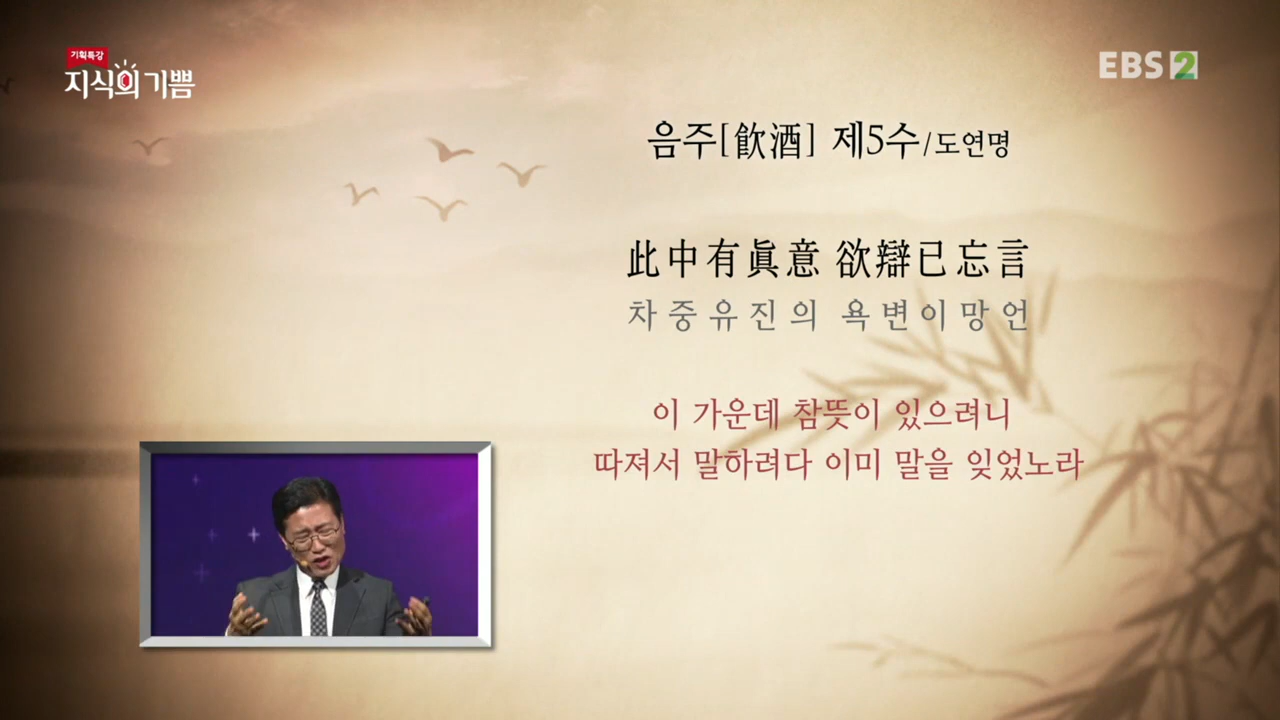 기획특강
지식의 기쁨
EBS 2
음주[飮酒] 제5수/도연명
此中有眞意 欲辯已忘言
차중유진의 욕변이망언
이 가운데 참뜻이 있으려니
따져서 말하려다 이미 말을 잊었노라